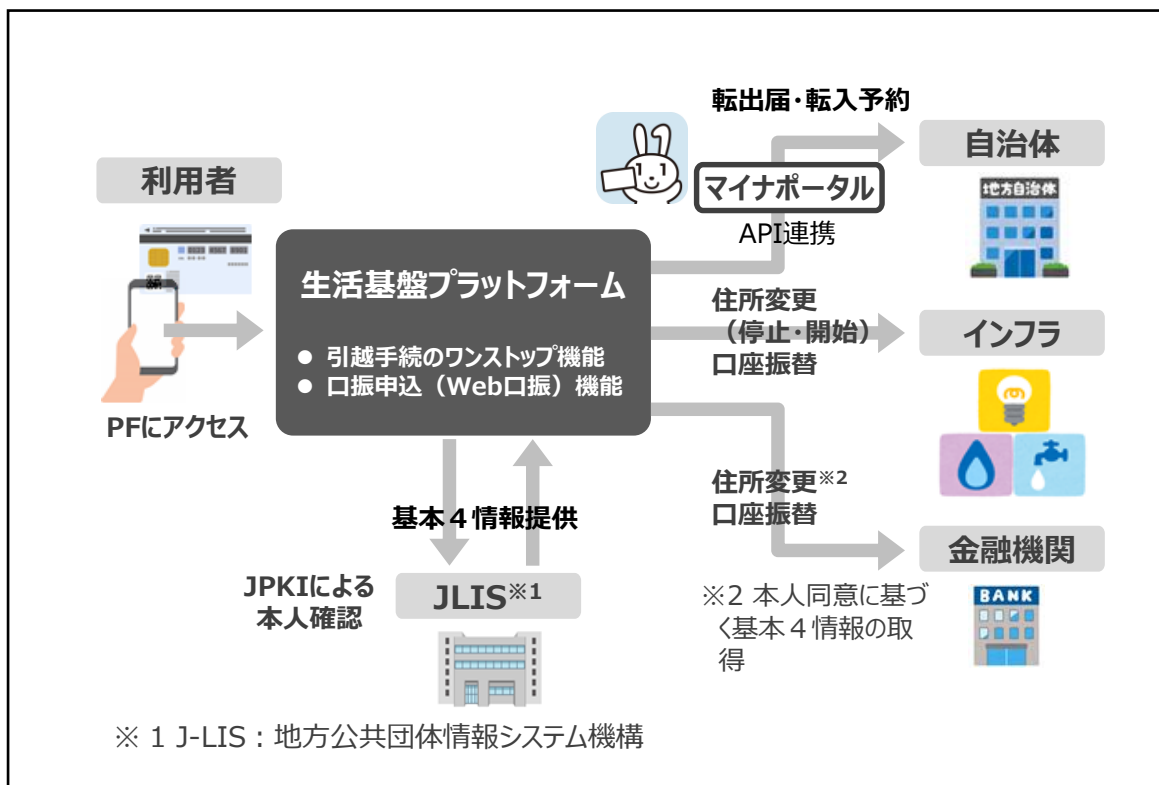 転出届・転入予約
自治体
利用者
マイナポータル
地方自治体
API連携
生活基盤プラットフォーム
● 引越手続のワンストップ機能
● 口振申込（Web口振）機能
住所変更
（停止・開始）
口座振替
インフラ
PFにアクセス
住所変更※2
口座振替
基本４情報提供
金融機関
JPKIによる
本人確認
JLIS※1
※2 本人同意に基づ
く基本４情報の取
得
BANK
※１J-LIS：地方公共団体情報システム機構